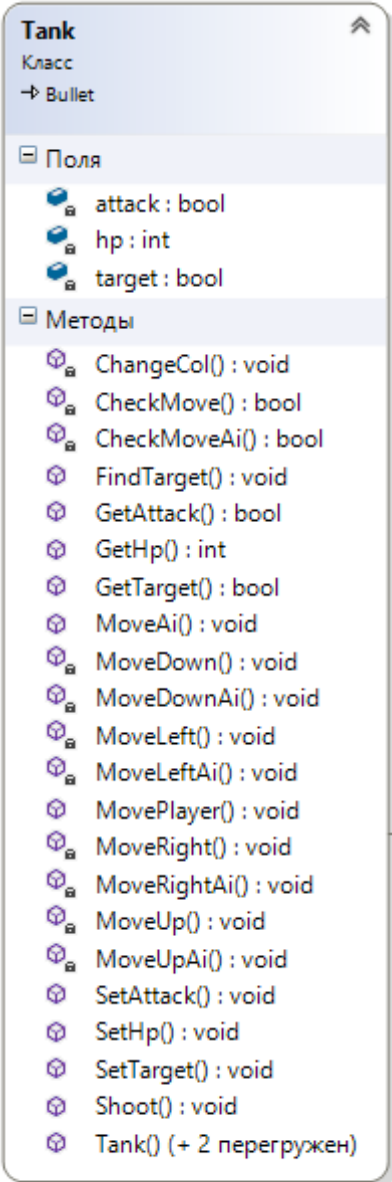 Tank
Класс
Bullet
Поля
attack : bool
hp : int
target : bool
Методы
ChangeCol() : void
CheckMove() : bool
CheckMoveAi() : bool
FindTarget() : void
GetAttack() : bool
GetHp() : int
GetTarget() : bool
MoveAi() : void
MoveDown() : void
MoveDownAi() : void
MoveLeft() : void
MoveLeftAi() : void
MovePlayer() : void
MoveRight() : void
MoveRightAi() : void
MoveUp() : void
MoveUpAi() : void
SetAttack() : void
SetHp() : void
SetTarget() : void
Shoot() : void
Tank() (+ 2 перегружен)